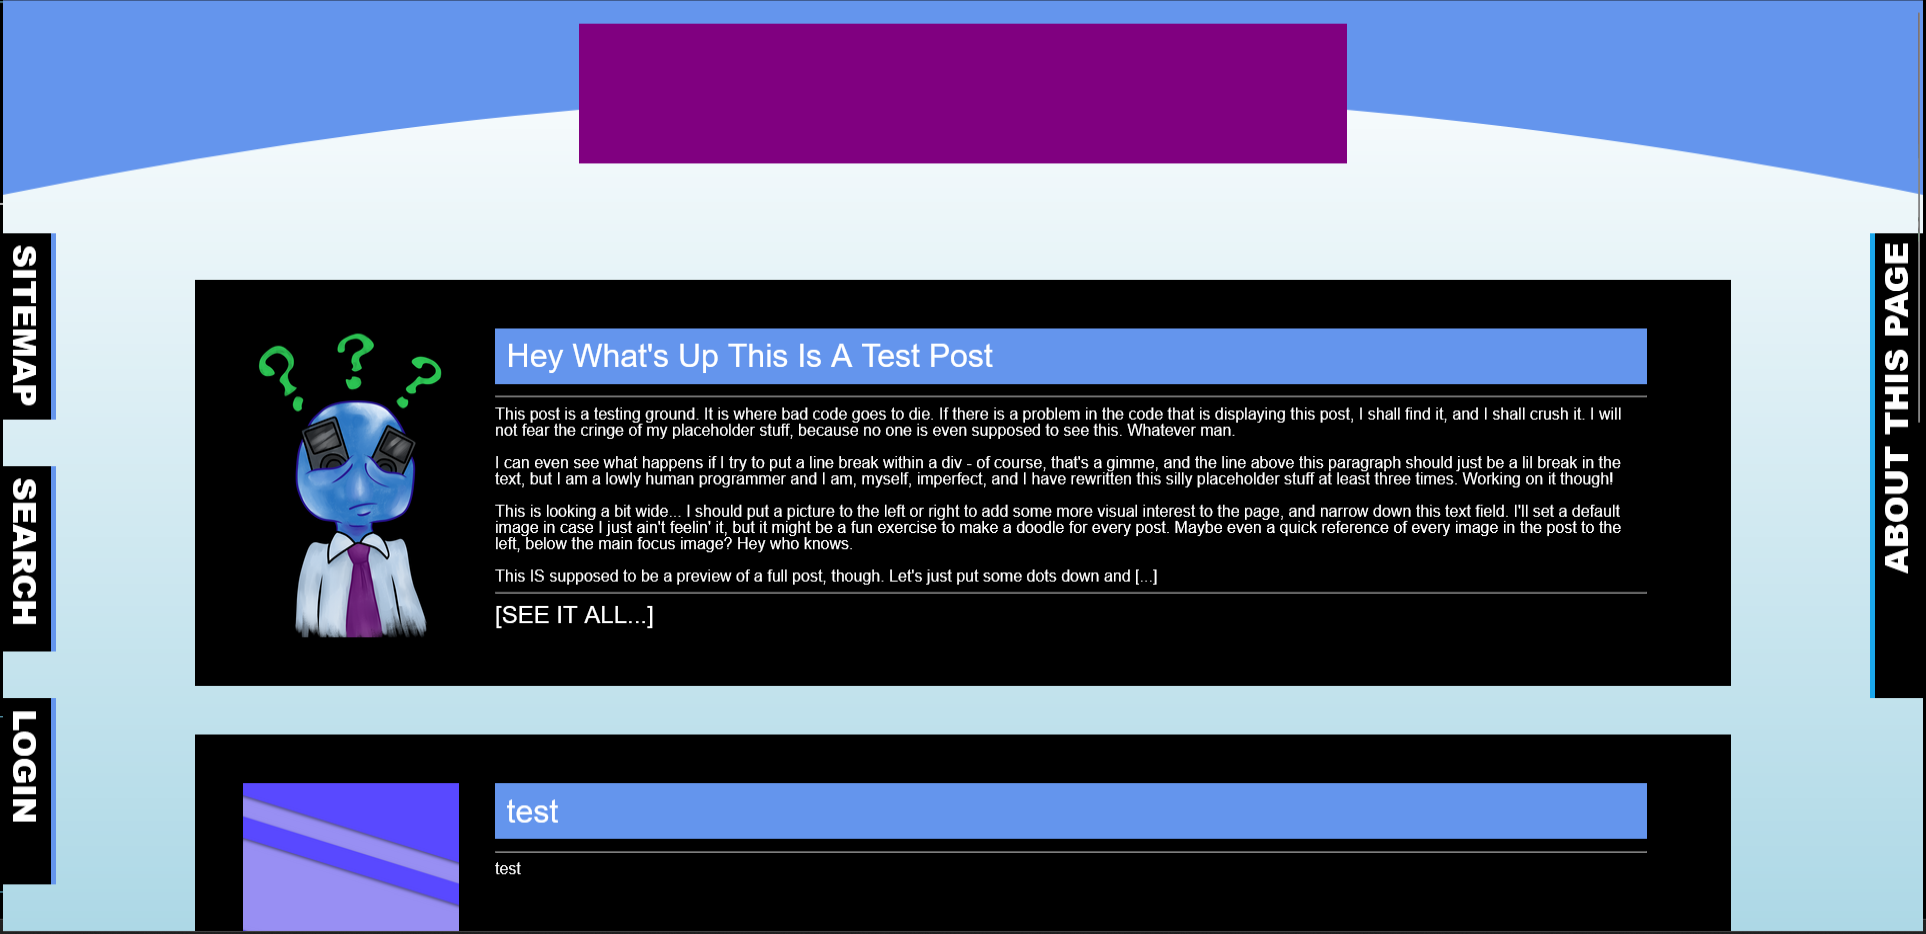 SITEMAP
SEARCH
LOGIN
ABOUT THIS PAGE
? ? ?
Hey What's Up This Is A Test Post
This post is a testing ground. It is where bad code goes to die. If there is a problem in the code that is displaying this post, I shall find it, and I shall crush it. I will
not fear the cringe of my placeholder stuff, because no one is even supposed to see this. Whatever man.
I can even see what happens if I try to put a line break within a div - of course, that's a gimme, and the line above this paragraph should just be a lil break in the
text, but I am a lowly human programmer and I am, myself, imperfect, and I have rewritten this silly placeholder stuff at least three times. Working on it though!
This is looking a bit wide... I should put a picture to the left or right to add some more visual interest to the page, and narrow down this text field. I'll set a default
image in case I just ain't feelin' it, but it might be a fun exercise to make a doodle for every post. Maybe even a quick reference of every image in the post to the
left, below the main focus image? Hey who knows.
This IS supposed to be a preview of a full post, though. Let's just put some dots down and [...]
[SEE IT ALL...]
test
test